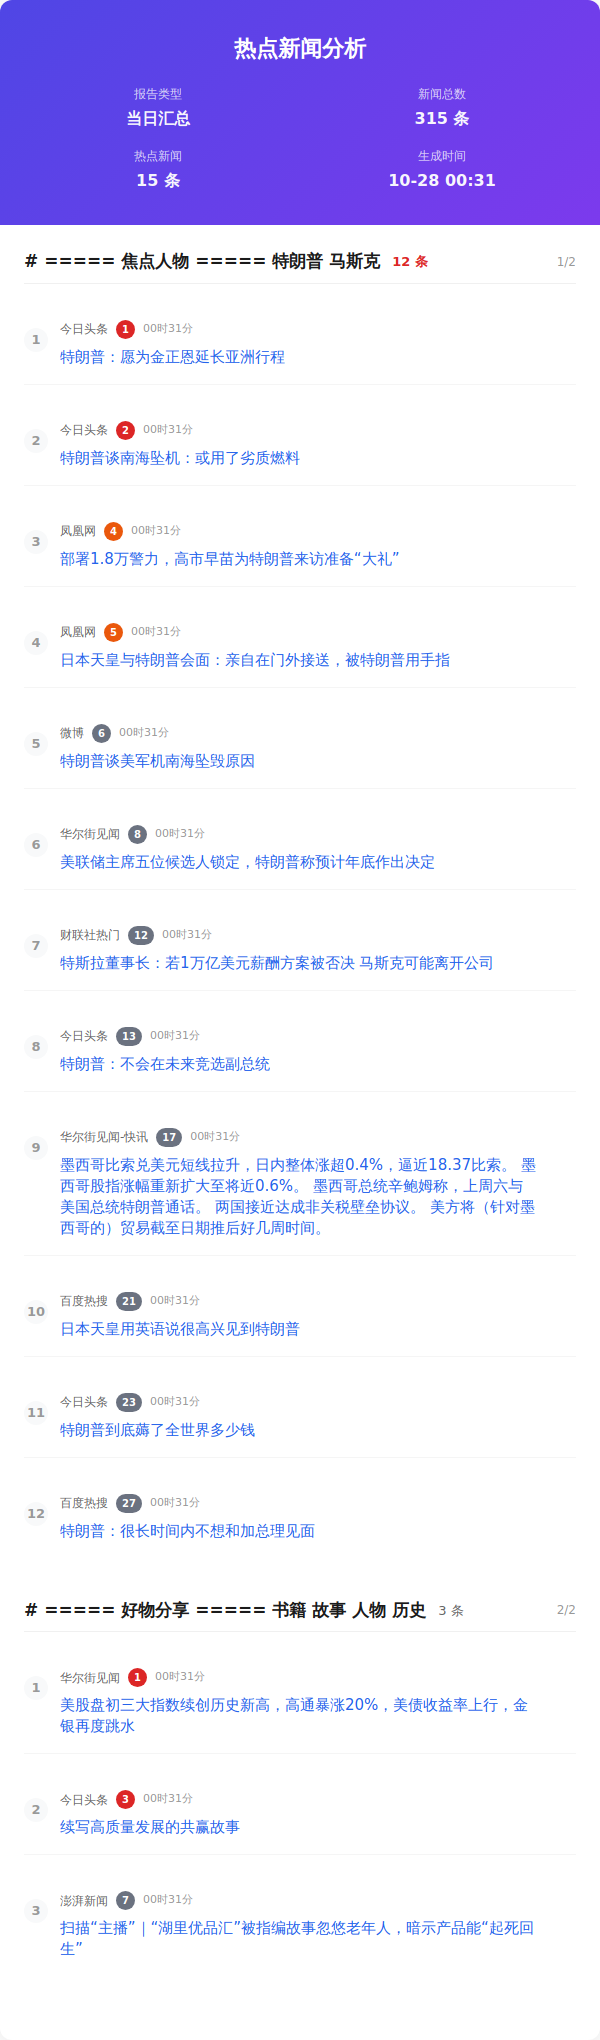 热点新闻分析
报告类型
当日汇总
新闻总数
315 条
热点新闻
15 条
生成时间
10-28 00:31
# ===== 焦点人物 ===== 特朗普 马斯克 12 条 1/2
1
今日头条 1 00时31分
特朗普：愿为金正恩延长亚洲行程
2
今日头条 2 00时31分
特朗普谈南海坠机：或用了劣质燃料
3
凤凰网 4 00时31分
部署1.8万警力，高市早苗为特朗普来访准备“大礼”
4
凤凰网 5 00时31分
日本天皇与特朗普会面：亲自在门外接送，被特朗普用手指
5
微博 6 00时31分
特朗普谈美军机南海坠毁原因
6
华尔街见闻 8 00时31分
美联储主席五位候选人锁定，特朗普称预计年底作出决定
7
财联社热门 12 00时31分
特斯拉董事长：若1万亿美元薪酬方案被否决 马斯克可能离开公司
8
今日头条 13 00时31分
特朗普：不会在未来竞选副总统
9
华尔街见闻-快讯 17 00时31分
墨西哥比索兑美元短线拉升，日内整体涨超0.4%，逼近18.37比索。 墨
西哥股指涨幅重新扩大至将近0.6%。 墨西哥总统辛鲍姆称，上周六与
美国总统特朗普通话。 两国接近达成非关税壁垒协议。 美方将（针对墨
西哥的）贸易截至日期推后好几周时间。
10
百度热搜 21 00时31分
日本天皇用英语说很高兴见到特朗普
11
今日头条 23 00时31分
特朗普到底薅了全世界多少钱
12
百度热搜 27 00时31分
特朗普：很长时间内不想和加总理见面
# ===== 好物分享 ===== 书籍 故事 人物 历史 3 条 2/2
1
华尔街见闻 1 00时31分
美股盘初三大指数续创历史新高，高通暴涨20%，美债收益率上行，金
银再度跳水
2
今日头条 3 00时31分
续写高质量发展的共赢故事
3
澎湃新闻 7 00时31分
扫描“主播”｜“湖里优品汇”被指编故事忽悠老年人，暗示产品能“起死回
生”